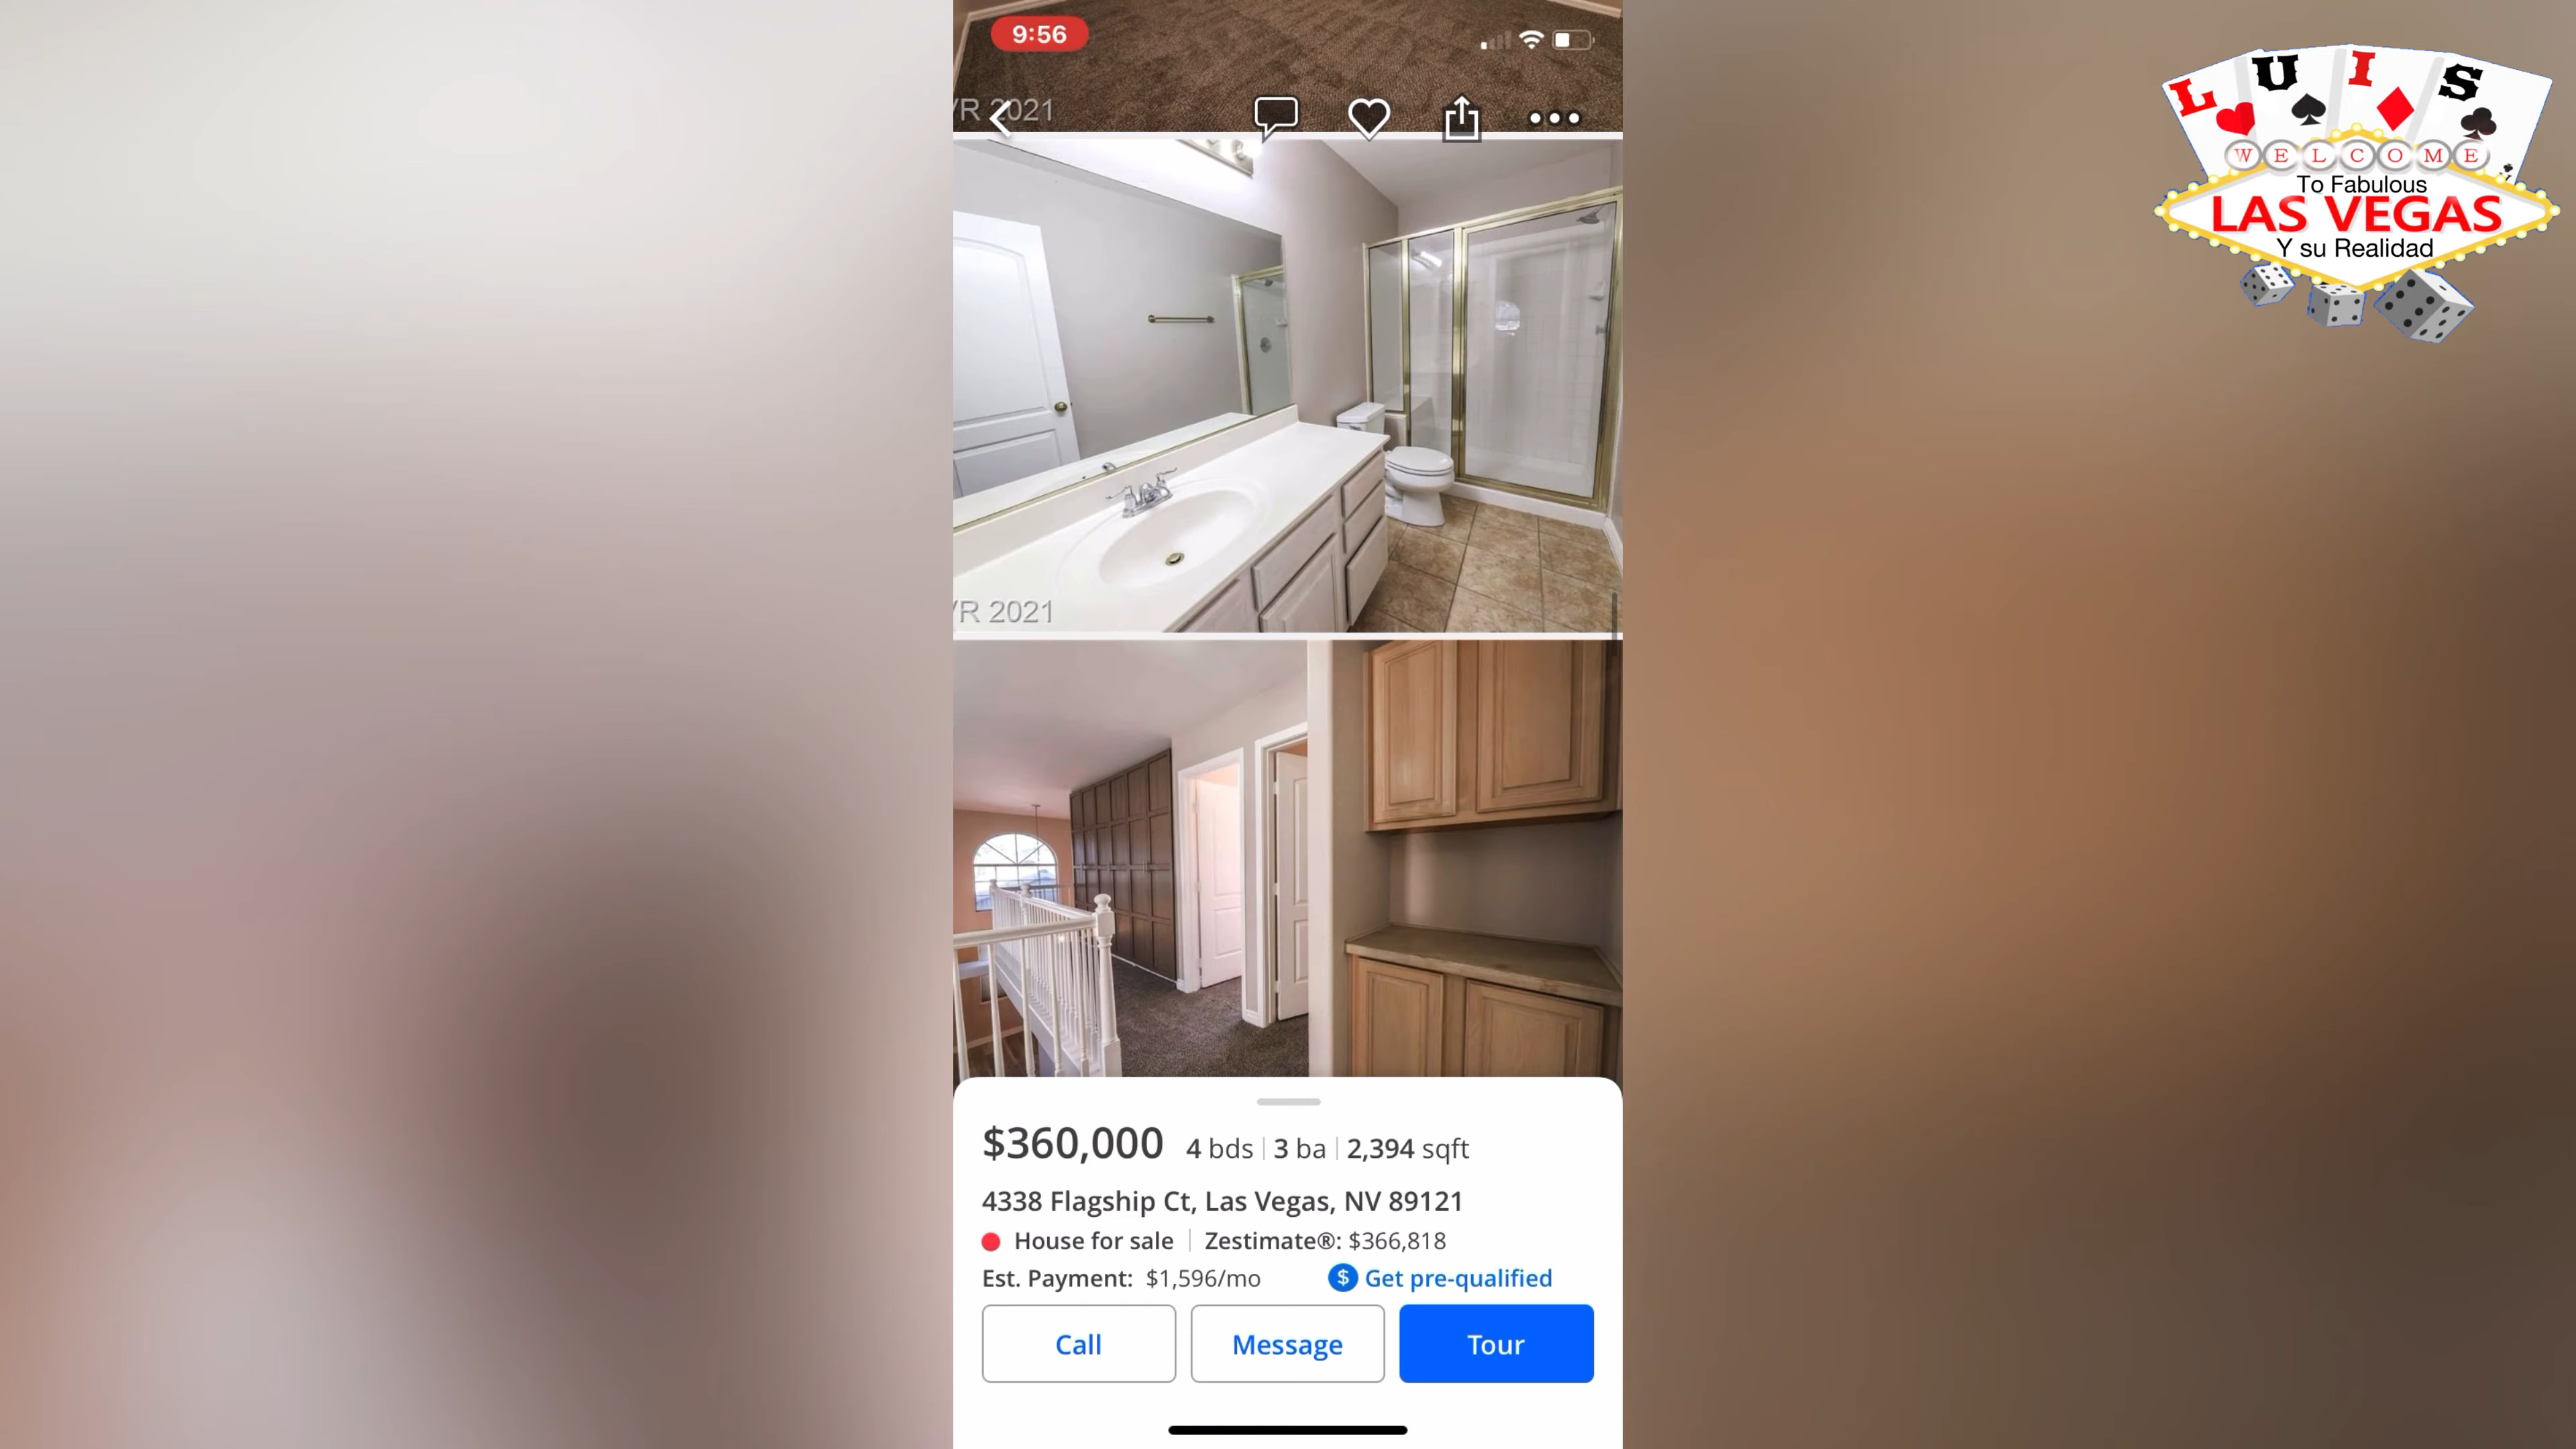 9:56
R 2021
R 2021
$360,000 4 bds 3 ba 2,394 sqft
4338 Flagship Ct, Las Vegas, NV 89121
House for sale Zestimate®: $366,818
Est. Payment: $1,596/mo $ Get pre-qualified
Call Message Tour
LUIS
WELCOME
To Fabulous
LAS VEGAS
Y su Realidad